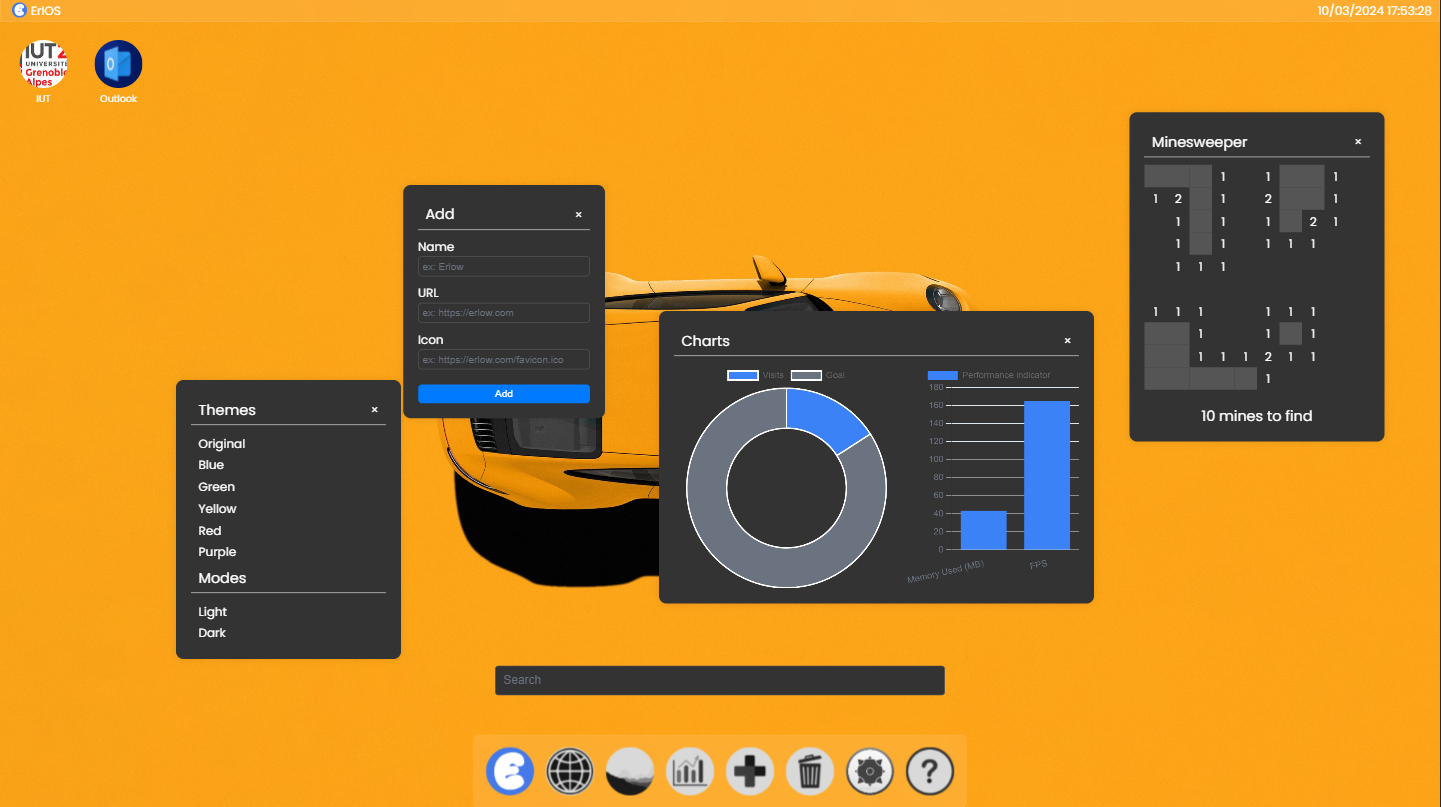 ErlOS
10/03/2024 17:53:28
IUT2
UNIVERSITÉ
Grenoble
Alpes
IUT
Outlook
Minesweeper ×
1 1 1
1 2 1 2 1
1 1 1 2 1
1 1 1 1 1
1 1 1
1 1 1 1 1 1
1 1 1
1 1 1 2 1 1
1
10 mines to find
Add ×
Name
ex: Erlow
URL
ex: https://erlow.com
Icon
ex: https://erlow.com/favicon.ico
Add
Charts ×
Visits Goal
Performance indicator
180
160
140
120
100
80
60
40
20
0
Memory Used (MB) FPS
Themes ×
Original
Blue
Green
Yellow
Red
Purple
Modes
Light
Dark
Search
?